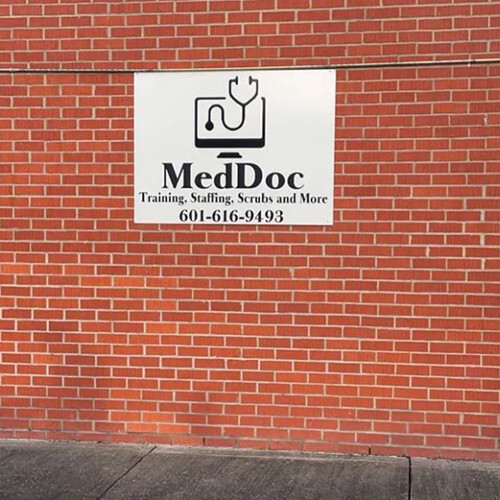 MedDoc
Training, Staffing, Scrubs and More
601-616-9493